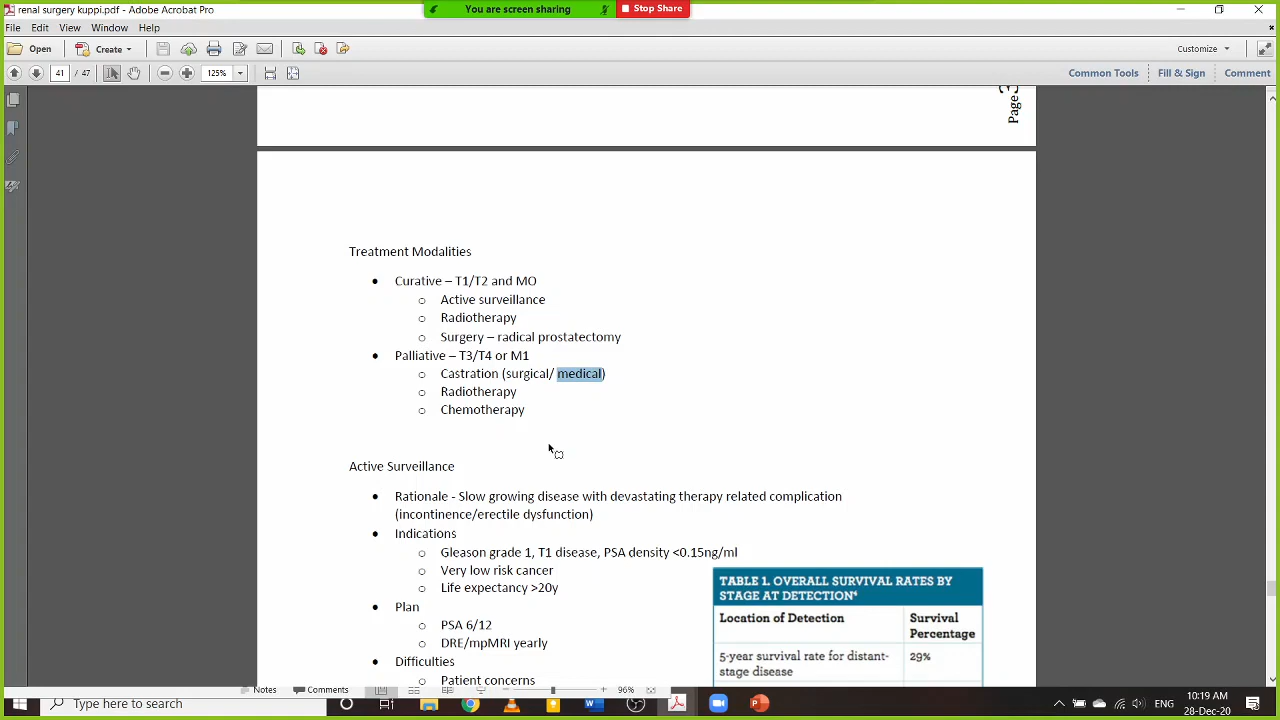 renal surgery kuppi.pdf - Adobe Acrobat Pro
You are screen sharing
Stop Share
File Edit View Window Help
Open Create Customize
41 / 47 125% Common Tools Fill & Sign Comment
Page
Treatment Modalities
• Curative – T1/T2 and MO
o Active surveillance
o Radiotherapy
o Surgery – radical prostatectomy
• Palliative – T3/T4 or M1
o Castration (surgical/ medical)
o Radiotherapy
o Chemotherapy
Active Surveillance
• Rationale - Slow growing disease with devastating therapy related complication
(incontinence/erectile dysfunction)
• Indications
o Gleason grade 1, T1 disease, PSA density <0.15ng/ml
o Very low risk cancer
o Life expectancy >20y
• Plan
o PSA 6/12
o DRE/mpMRI yearly
• Difficulties
o Patient concerns
TABLE 1. OVERALL SURVIVAL RATES BY
STAGE AT DETECTION⁴
Location of Detection
Survival
Percentage
5-year survival rate for distant-
stage disease
29%
Notes Comments 96%
Type here to search
ENG
10:19 AM
28-Dec-20